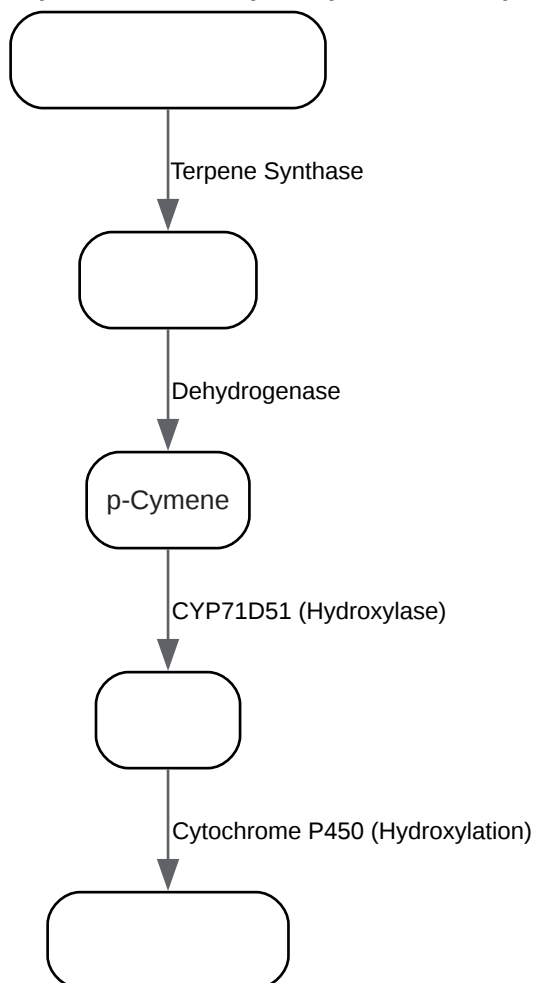 Terpene Synthase
Dehydrogenase
p-Cymene
CYP71D51 (Hydroxylase)
Cytochrome P450 (Hydroxylation)